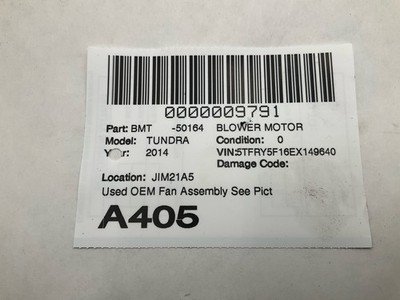 0000009791
Part: BMT -50164 BLOWER MOTOR
Model: TUNDRA Condition: 0
Year: 2014 VIN:5TFRY5F16EX149640
Damage Code:
Location: JIM21A5
Used OEM Fan Assembly See Pict
A405